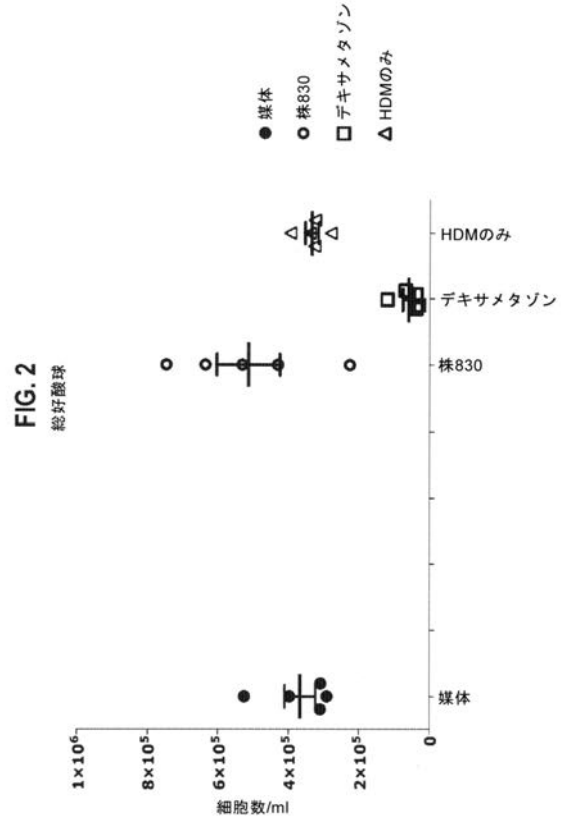 FIG. 2
総好酸球
1×10⁶
8×10⁵
6×10⁵
4×10⁵
2×10⁵
0
細胞数/ml
媒体
株830
デキサメタゾン
HDMのみ
媒体
株830
デキサメタゾン
HDMのみ